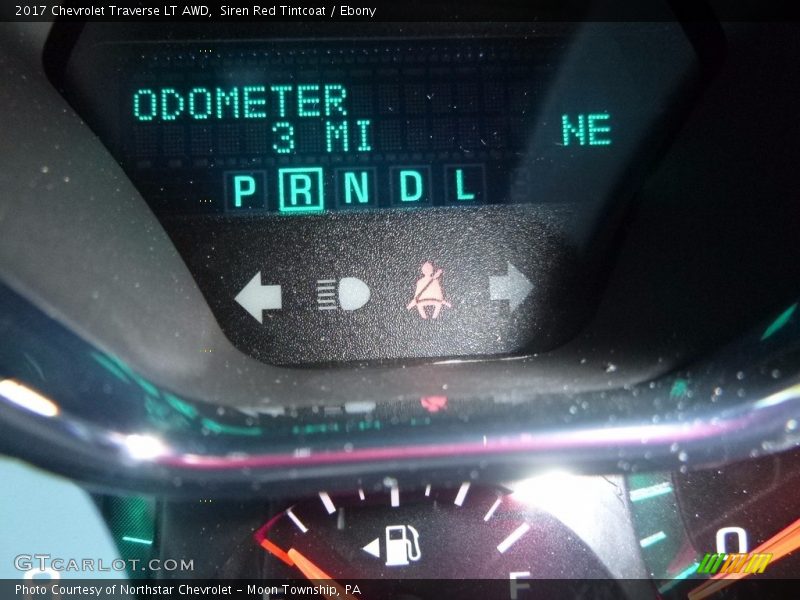 2017 Chevrolet Traverse LT AWD, Siren Red Tintcoat / Ebony
ODOMETER
3 MI
NE
P R N D L
F
0
GTCARLOT.COM
Photo Courtesy of Northstar Chevrolet - Moon Township, PA